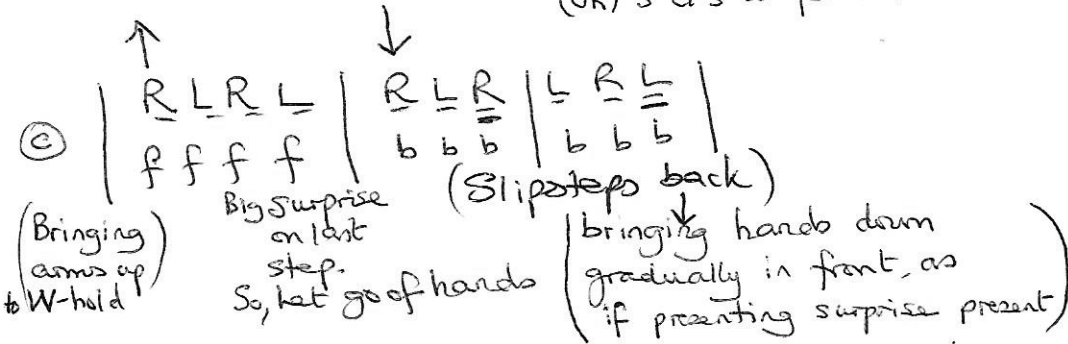 ↑ ↓
| R L R L | R L R | L R L |
Ⓒ | f f f f | b b b | b b b |
(Slipsteps back)
(Bringing
arms up
to W-hold)
Big surprise
on last
step.
So, let go of hands
(bringing hands down
gradually in front, as
if presenting surprise present)